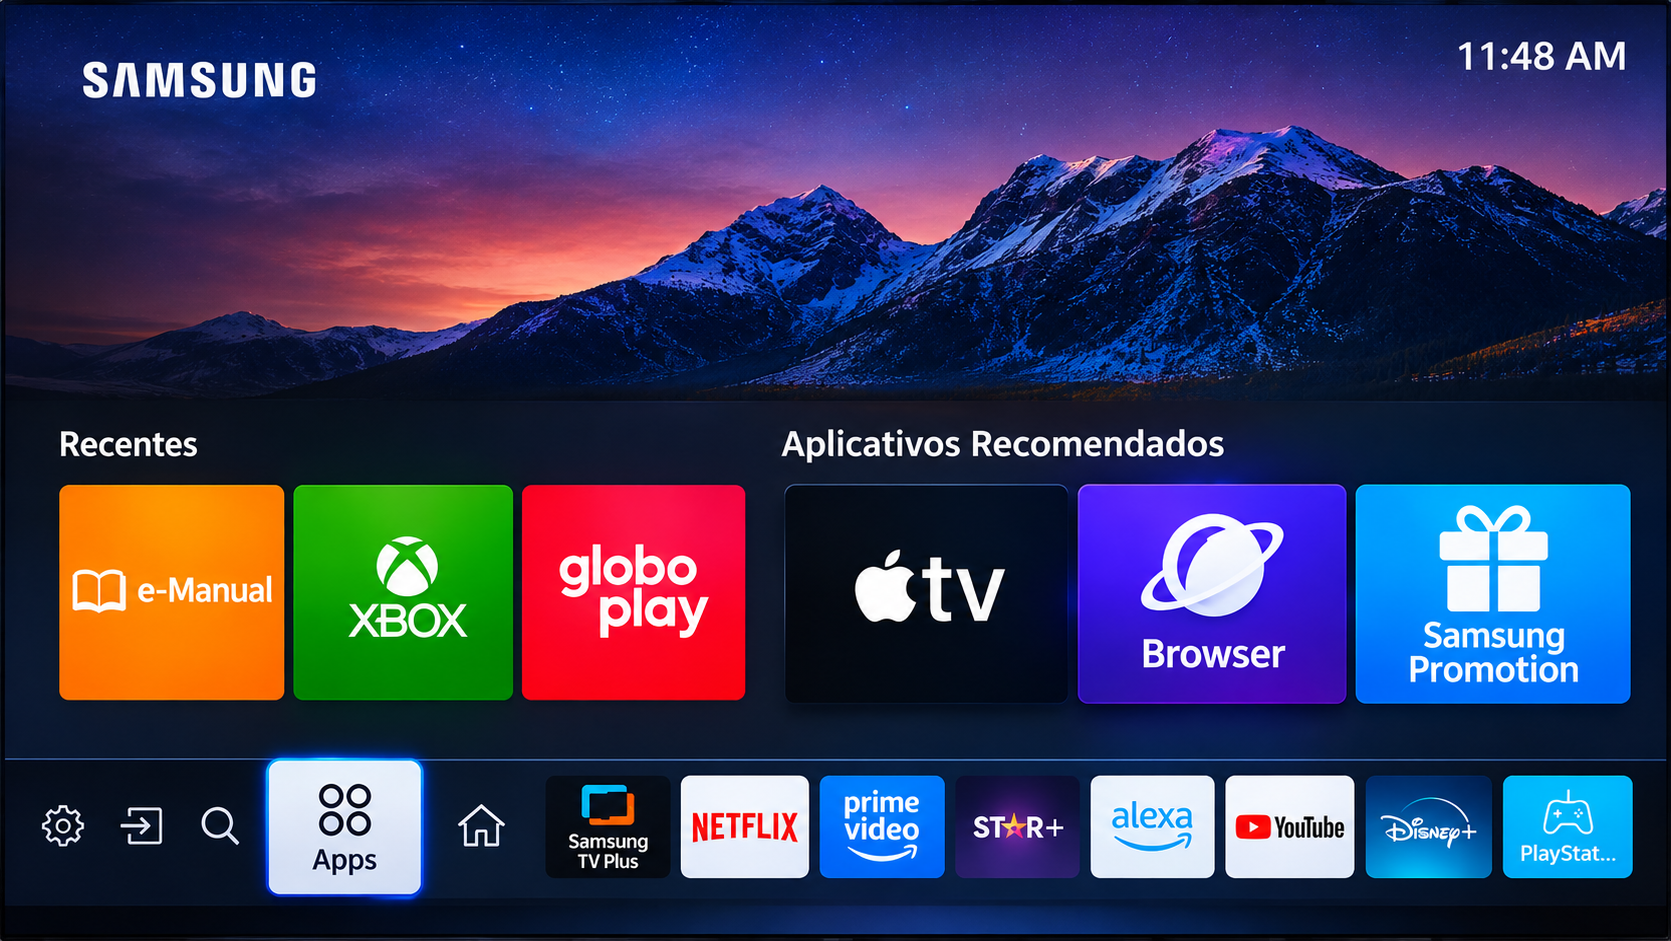 SAMSUNG
11:48 AM
Recentes
e-Manual
XBOX
globo
play
Aplicativos Recomendados
tv
Browser
Samsung
Promotion
Apps
Samsung
TV Plus
NETFLIX
prime
video
STAR+
alexa
YouTube
Disney+
PlayStat...